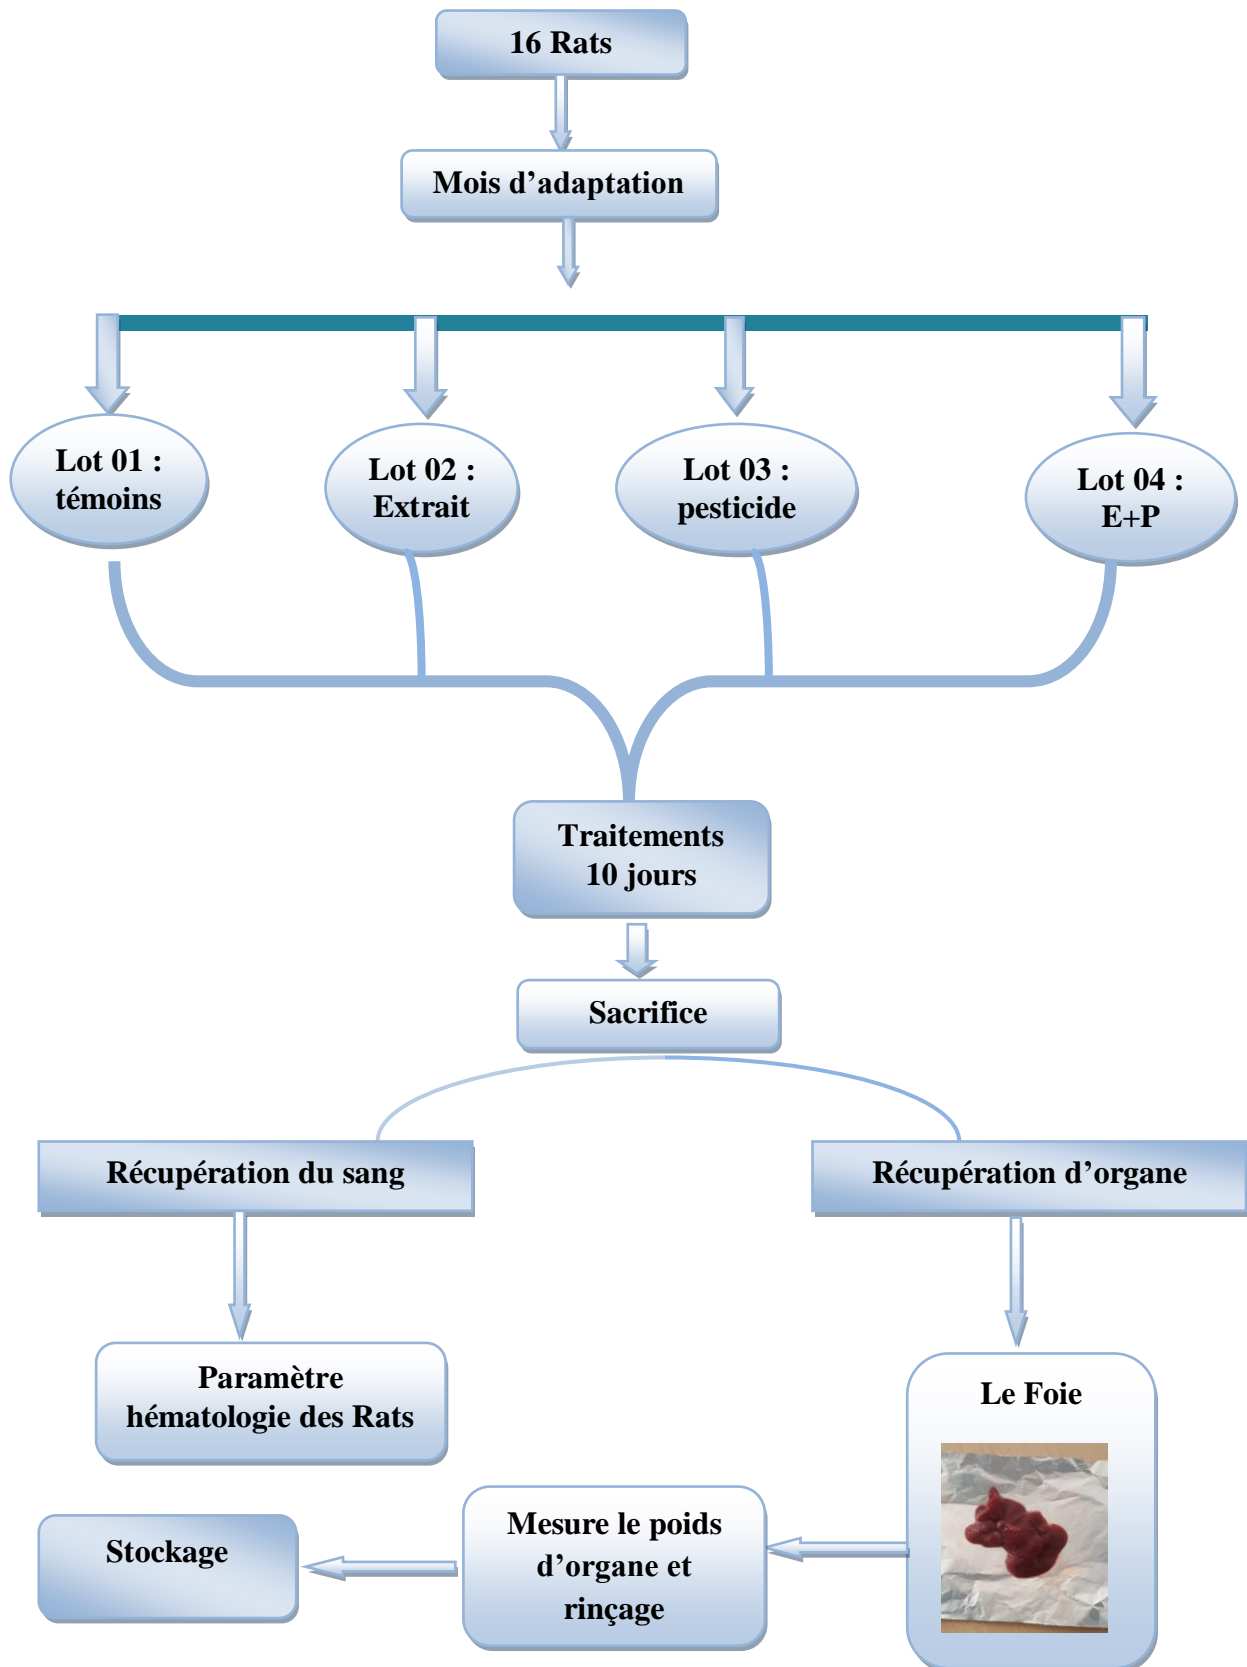 16 Rats
Mois d’adaptation
Lot 01 :
témoins
Lot 02 :
Extrait
Lot 03 :
pesticide
Lot 04 :
E+P
Traitements
10 jours
Sacrifice
Récupération du sang
Récupération d’organe
Paramètre
hématologie des Rats
Le Foie
Mesure le poids
d’organe et
rinçage
Stockage